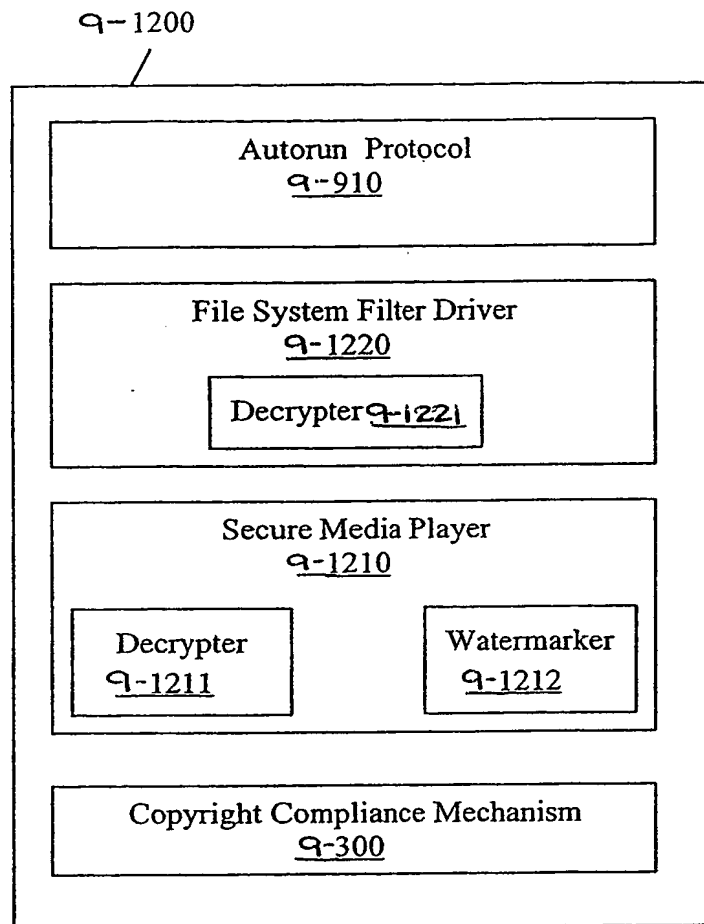 9-1200
Autorun Protocol
9-910
File System Filter Driver
9-1220
Decrypter 9-1221
Secure Media Player
9-1210
Decrypter
9-1211
Watermarker
9-1212
Copyright Compliance Mechanism
9-300